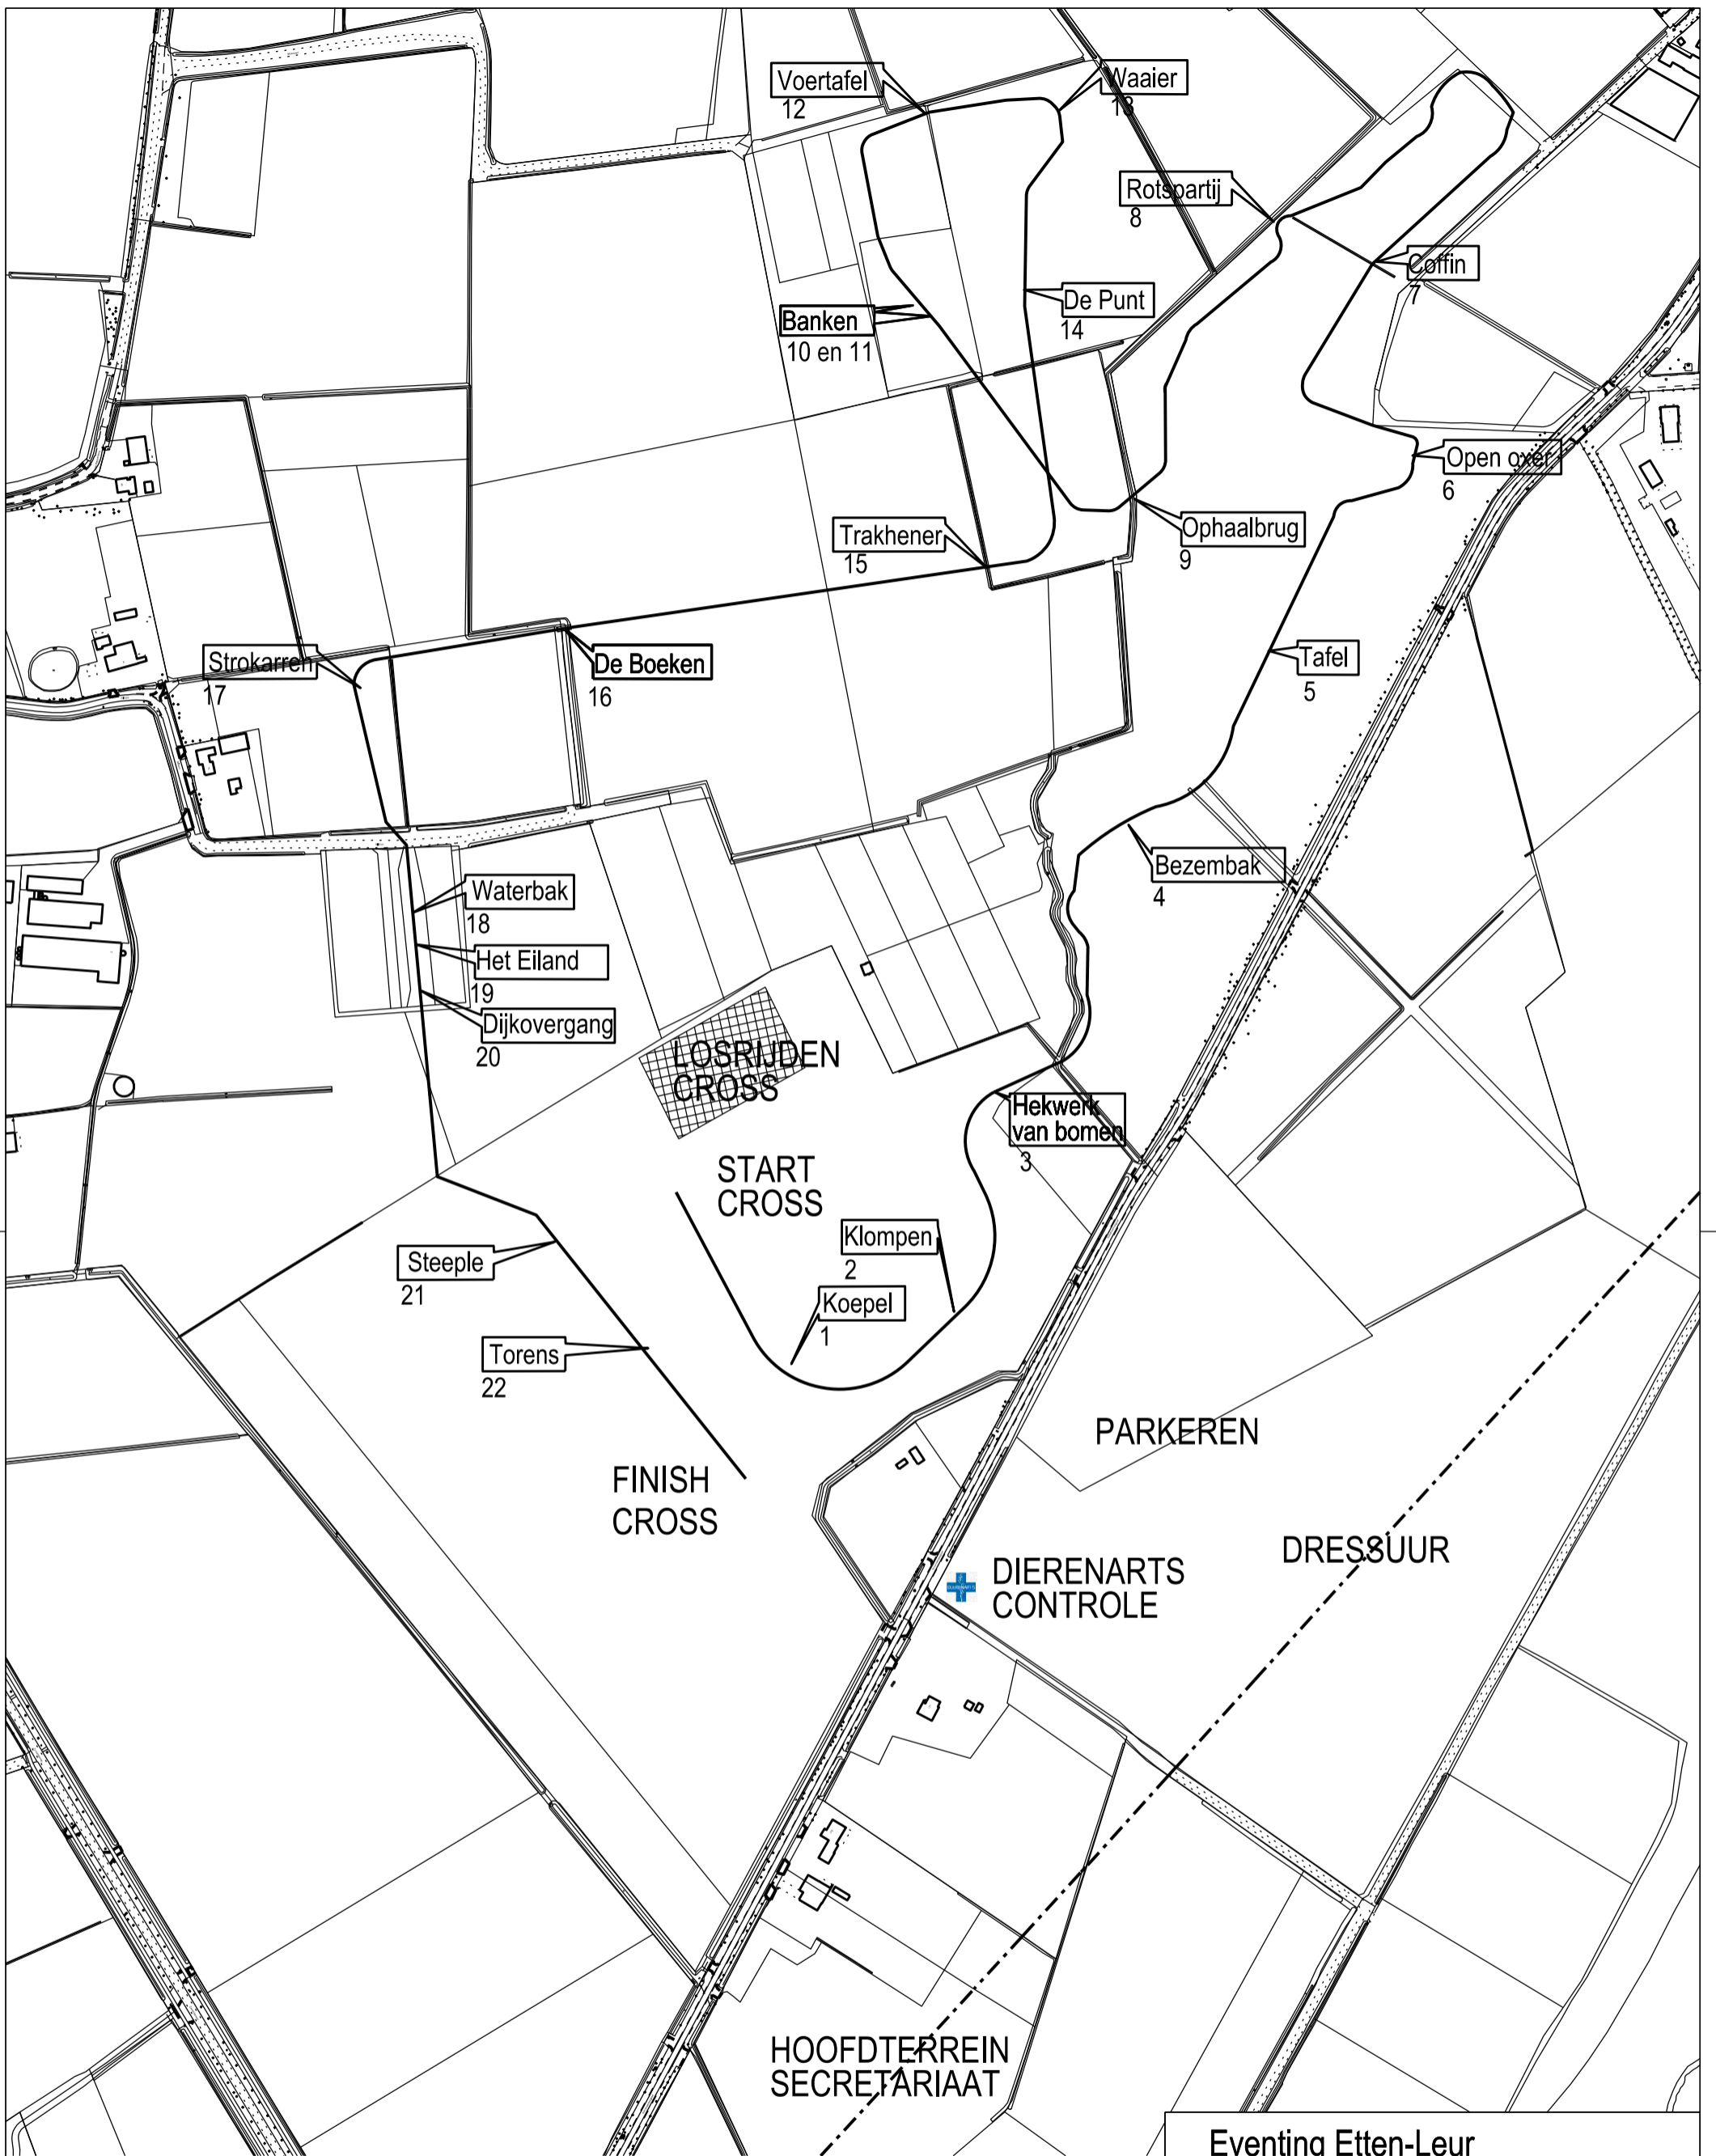 Voertafel
12
Waaier
13
Rotspartij
8
Coffin
7
De Punt
14
Banken
10 en 11
Open oxer
6
Trakhener
15
Ophaalbrug
9
Strokarren
17
De Boeken
16
Tafel
5
Bezembak
4
Waterbak
18
Het Eiland
19
Dijkovergang
20
LOSRIJDEN
CROSS
Hekwerk
van bomen
3
START
CROSS
Klompen
2
Steeple
21
Koepel
1
Torens
22
PARKEREN
FINISH
CROSS
DRESSUUR
DIERENARTS
CONTROLE
HOOFDTERREIN
SECRETARIAAT
Eventing Etten-Leur